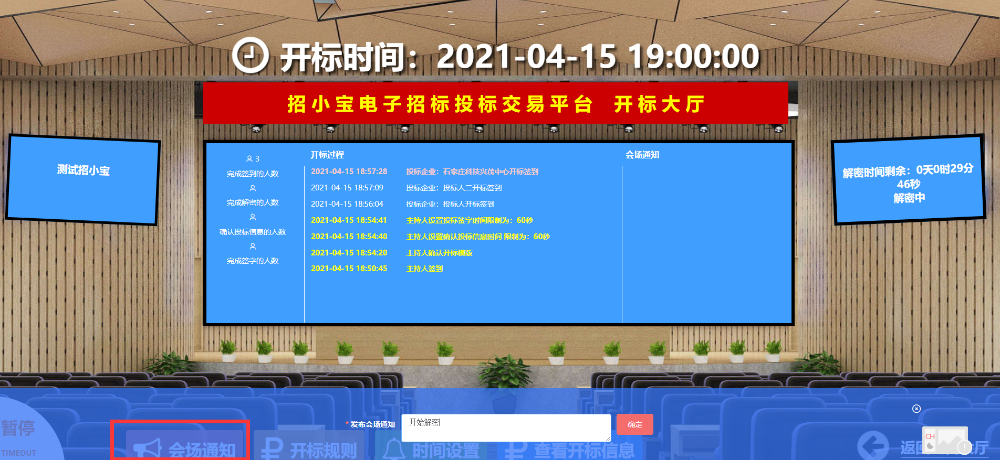 开标时间：2021-04-15 19:00:00
招小宝电子招标投标交易平台 开标大厅
测试招小宝
3
完成签到的人数
完成解密的人数
确认投标信息的人数
完成签字的人数
开标过程
2021-04-15 18:57:28 投标企业：石家庄科技兴茂中心开标签到
2021-04-15 18:57:09 投标企业：投标人二开标签到
2021-04-15 18:56:04 投标企业：投标人开标签到
2021-04-15 18:54:41 主持人设置投标签字时间限制为：60秒
2021-04-15 18:54:40 主持人设置确认投标信息时间 限制为：60秒
2021-04-15 18:54:20 主持人确认开标模版
2021-04-15 18:50:45 主持人签到
会场通知
解密时间剩余：0天0时29分
46秒
解密中
* 发布会场通知
开始解密
确定
暂停
TIMEOUT
会场通知
开标规则
时间设置
查看开标信息
CH
返回
厅